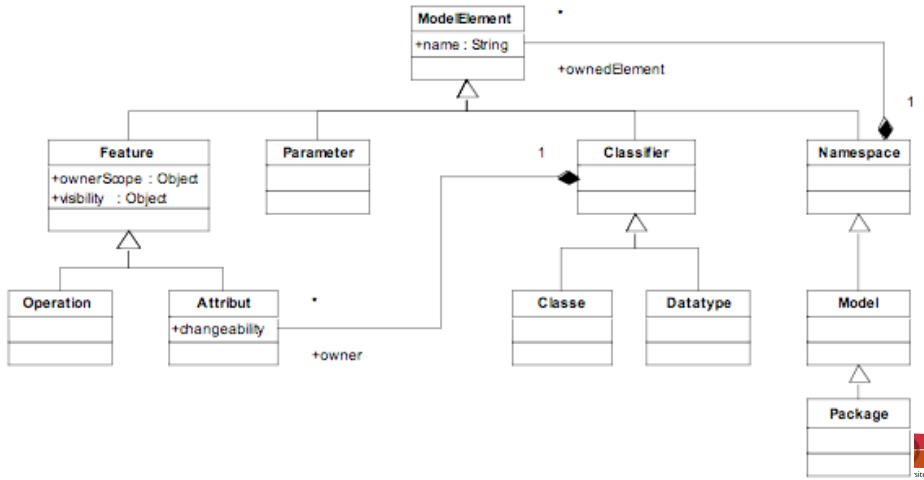 ModelElement
*
+name : String
+ownedElement
1
Feature
Parameter
1
Classifier
Namespace
+ownerScope : Object
+visibility : Object
Operation
Attribut
*
Classe
Datatype
Model
+changeability
+owner
Package